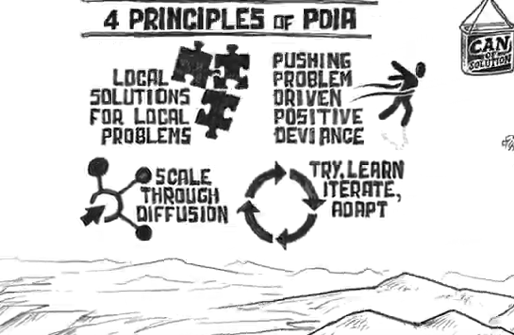 4 PRINCIPLES OF PDIA
LOCAL
SOLUTIONS
FOR LOCAL
PROBLEMS
PUSHING
PROBLEM
DRIVEN
POSITIVE
DEVIANCE
SCALE
THROUGH
DIFFUSION
TRY, LEARN
ITERATE,
ADAPT
CAN
OF
SOLUTION